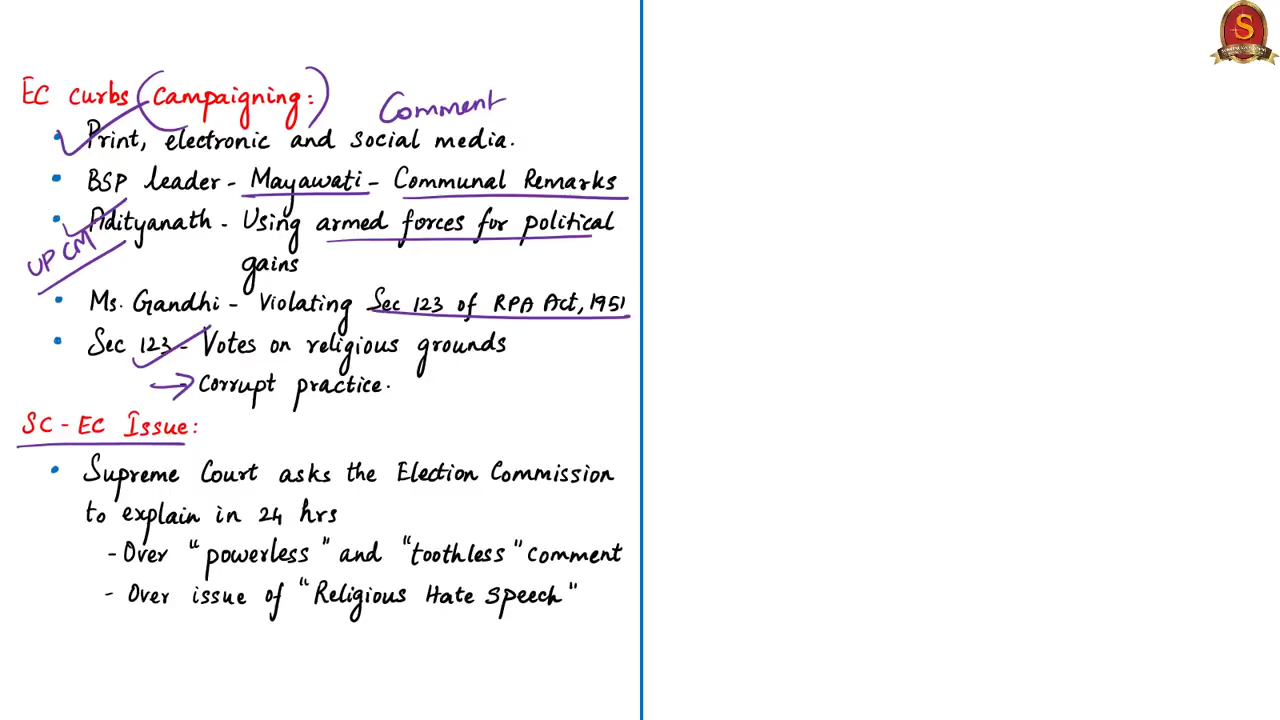 EC curbs (Campaigning:)
Comment
Print, electronic and social media.
BSP leader - Mayawati - Communal Remarks
Adityanath - Using armed forces for political
UP CM
gains
Ms. Gandhi - Violating Sec 123 of RPA Act, 1951
Sec 123 - Votes on religious grounds
→ Corrupt practice.
SC - EC Issue:
Supreme Court asks the Election Commission
to explain in 24 hrs
- Over "powerless" and "toothless" comment
- Over issue of "Religious Hate Speech"
S